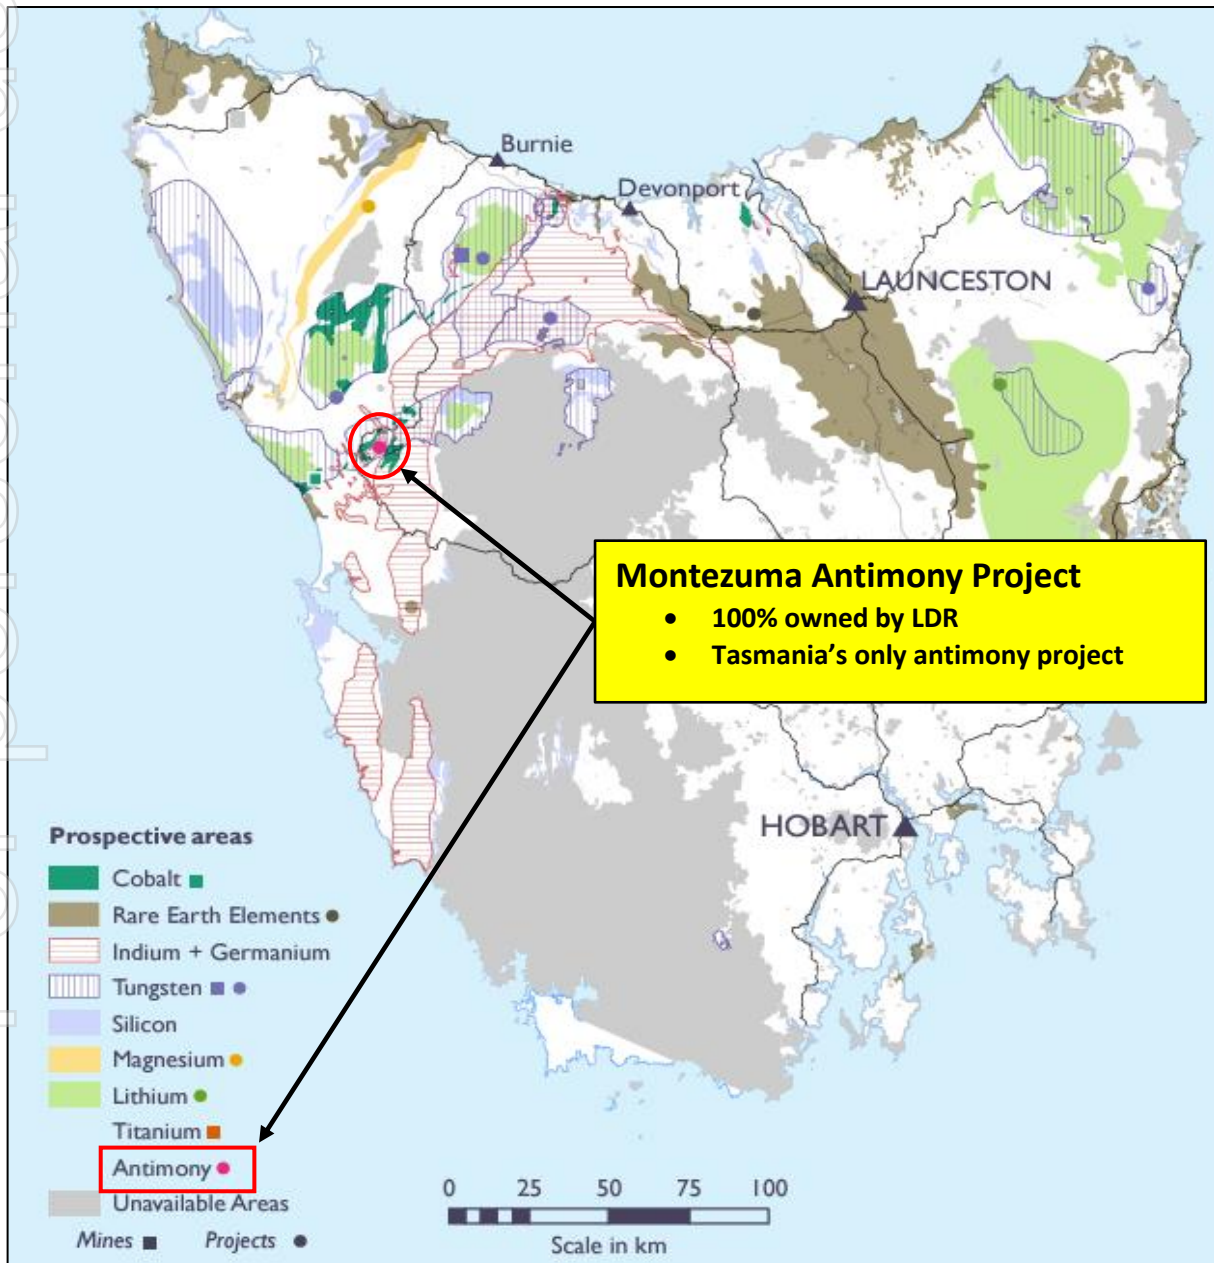 Burnie
Devonport
LAUNCESTON
Montezuma Antimony Project
• 100% owned by LDR
• Tasmania's only antimony project
HOBART
Prospective areas
Cobalt
Rare Earth Elements
Indium + Germanium
Tungsten
Silicon
Magnesium
Lithium
Titanium
Antimony
Unavailable Areas
Mines Projects
0 25 50 75 100
Scale in km